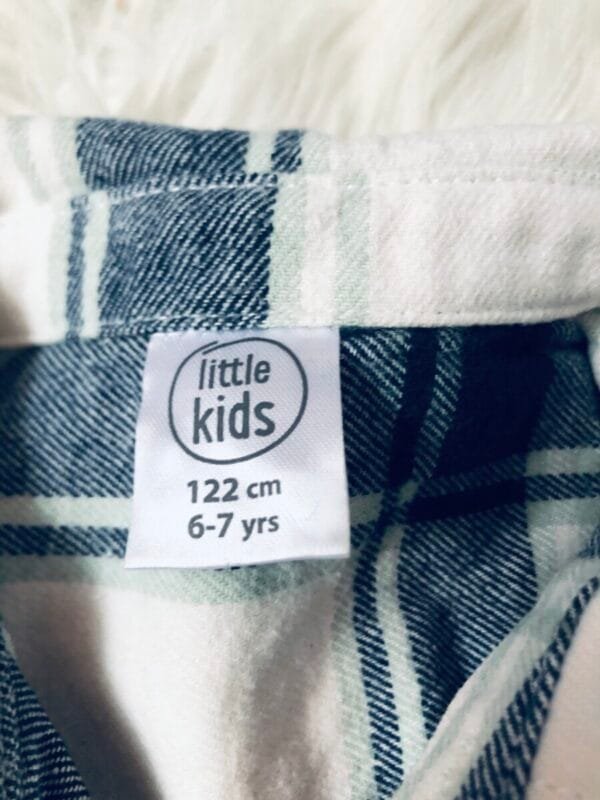 little
kids
122 cm
6-7 yrs